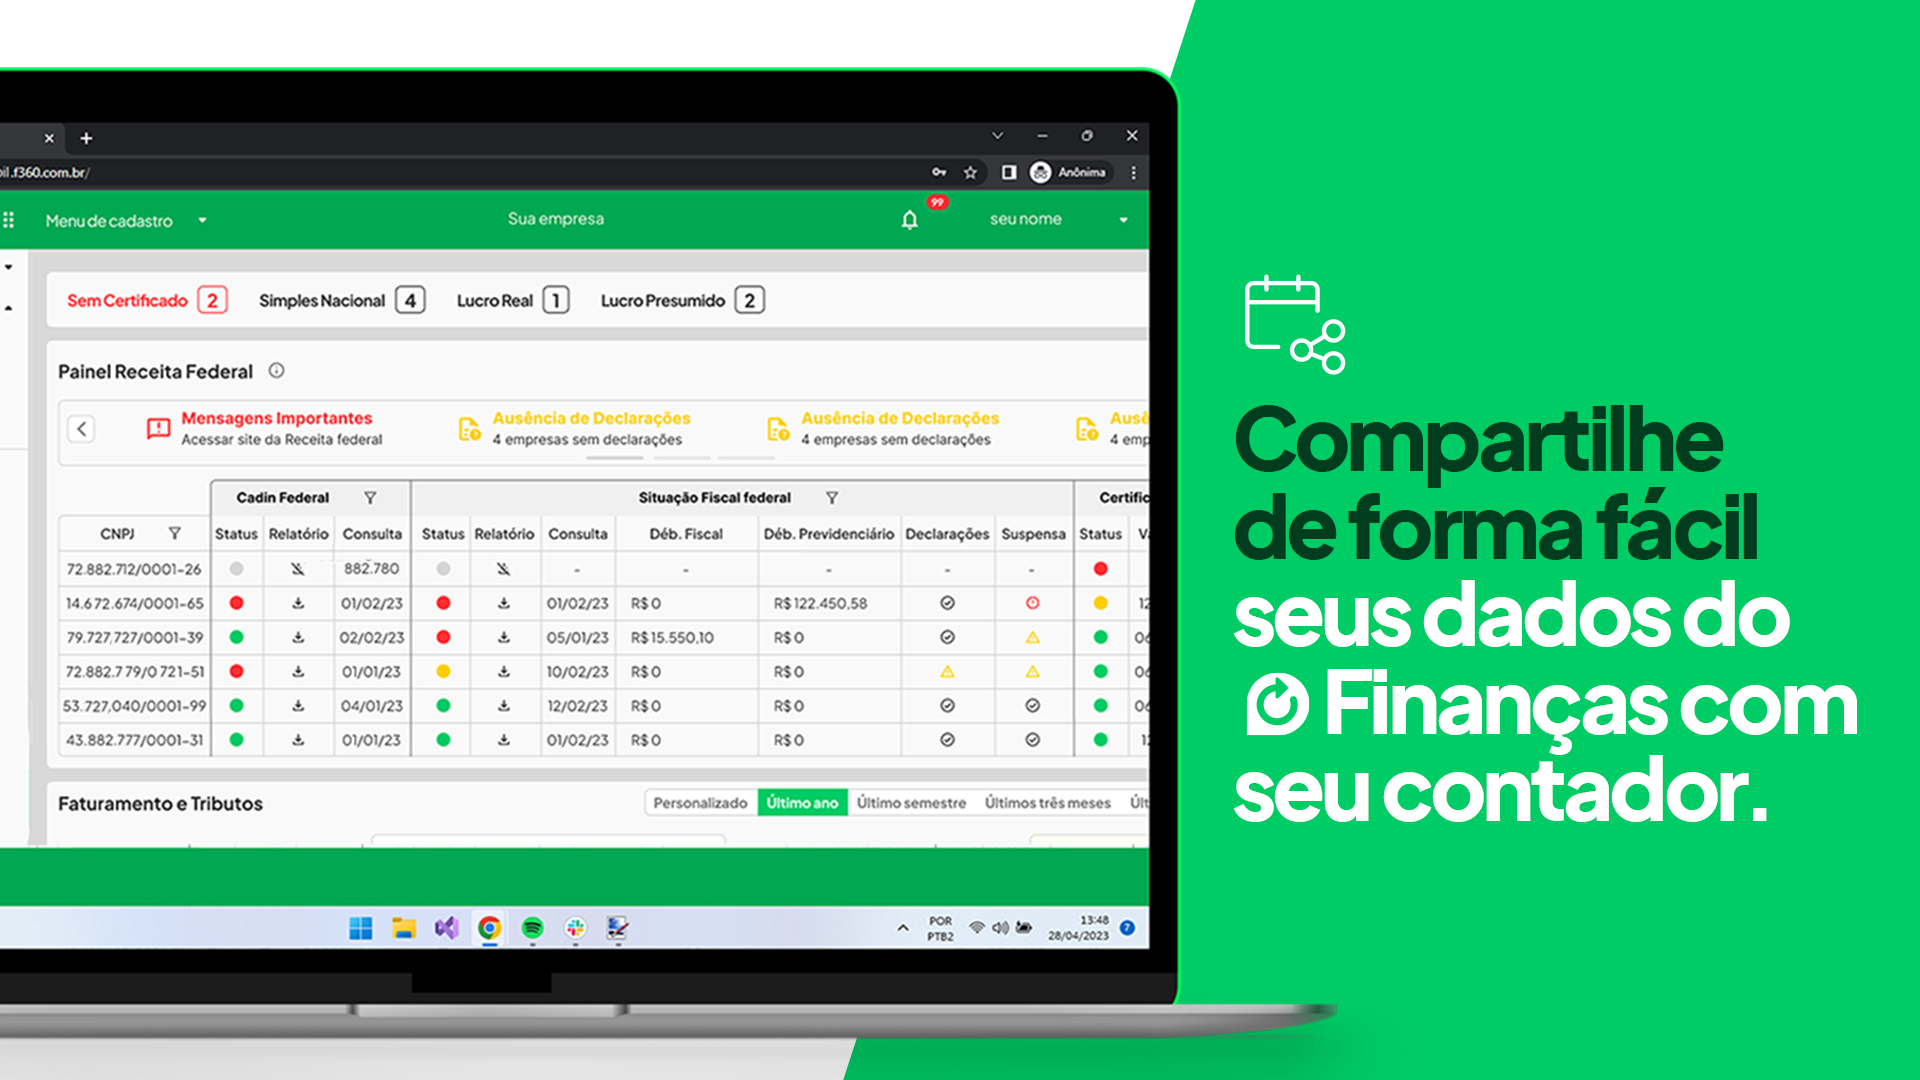 il.f360.com.br/
Anônima
Menu de cadastro
Sua empresa
99
seu nome
Sem Certificado 2
Simples Nacional 4
Lucro Real 1
Lucro Presumido 2
Painel Receita Federal
Mensagens Importantes
Acessar site da Receita federal
Ausência de Declarações
4 empresas sem declarações
Ausência de Declarações
4 empresas sem declarações
Ausê
4 emp
Cadin Federal
Situação Fiscal federal
Certific
CNPJ Status Relatório Consulta Status Relatório Consulta Déb. Fiscal Déb. Previdenciário Declarações Suspensa Status Va
72.882.712/0001-26 882.780 - - - - -
14.672.674/0001-65 01/02/23 01/02/23 R$ 0 R$ 122.450,58 12
79.727,727/0001-39 02/02/23 05/01/23 R$ 15.550,10 R$ 0 06
72.882.779/0721-51 01/01/23 10/02/23 R$ 0 R$ 0 06
53.727,040/0001-99 04/01/23 12/02/23 R$ 0 R$ 0 06
43.882.777/0001-31 01/01/23 01/02/23 R$ 0 R$ 0 1
Faturamento e Tributos
Personalizado Último ano Último semestre Últimos três meses Últ
POR
PTB2
13:48
28/04/2023
7
Compartilhe
de forma fácil
seus dados do
Finanças com
seu contador.